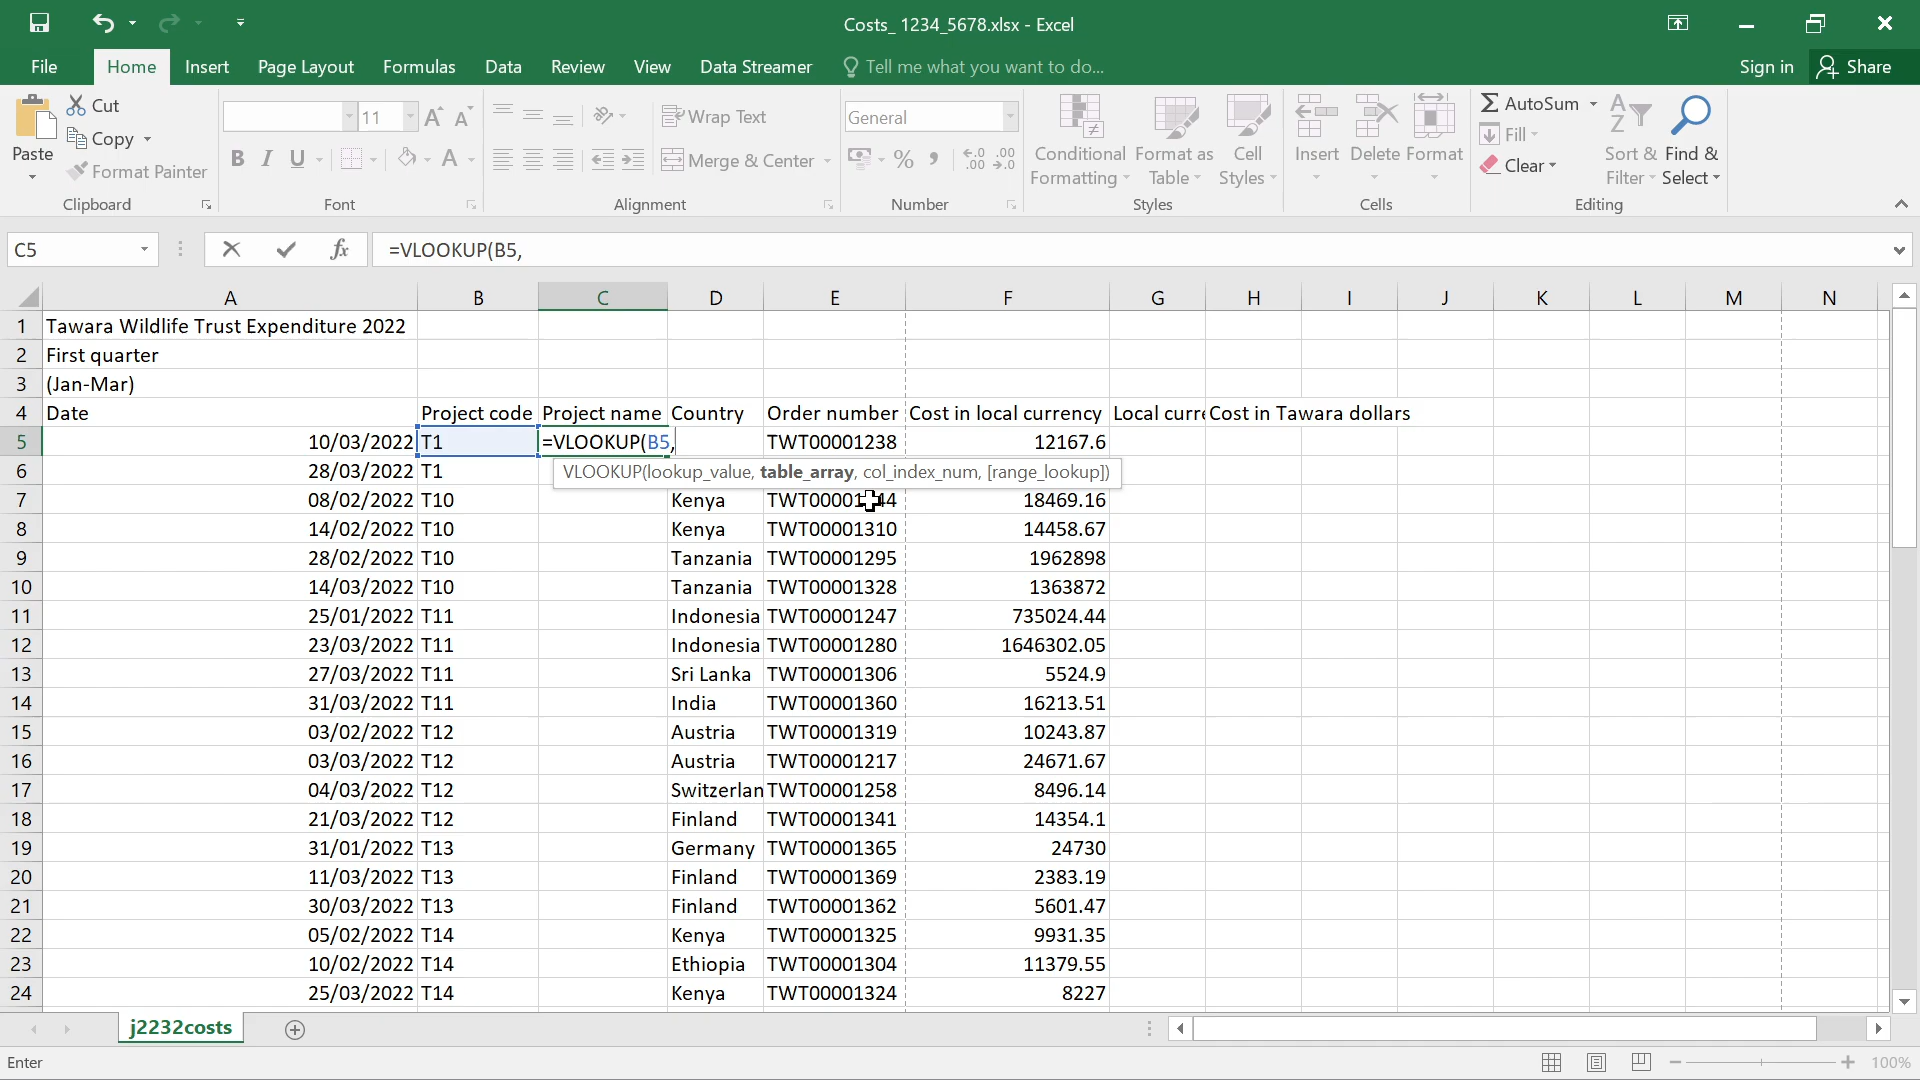 Costs_ 1234_5678.xlsx - Excel
File Home Insert Page Layout Formulas Data Review View Data Streamer Tell me what you want to do... Sign in Share
Paste
Cut
Copy
Format Painter
Clipboard
11
Font
Wrap Text
Merge & Center
Alignment
General
Number
Conditional Formatting
Format as Table
Cell Styles
Styles
Insert Delete Format
Cells
AutoSum
Fill
Clear
Sort & Filter
Find & Select
Editing
C5 fx =VLOOKUP(B5,
A B C D E F G H I J K L M N
1 Tawara Wildlife Trust Expenditure 2022
2 First quarter
3 (Jan-Mar)
4 Date Project code Project name Country Order number Cost in local currency Local curre Cost in Tawara dollars
5 10/03/2022 T1 =VLOOKUP(B5, TWT00001238 12167.6
6 28/03/2022 T1 VLOOKUP(lookup_value, table_array, col_index_num, [range_lookup])
7 08/02/2022 T10 Kenya 18469.16
8 14/02/2022 T10 Kenya TWT00001310 14458.67
9 28/02/2022 T10 Tanzania TWT00001295 1962898
10 14/03/2022 T10 Tanzania TWT00001328 1363872
11 25/01/2022 T11 Indonesia TWT00001247 735024.44
12 23/03/2022 T11 Indonesia TWT00001280 1646302.05
13 27/03/2022 T11 Sri Lanka TWT00001306 5524.9
14 31/03/2022 T11 India TWT00001360 16213.51
15 03/02/2022 T12 Austria TWT00001319 10243.87
16 03/03/2022 T12 Austria TWT00001217 24671.67
17 04/03/2022 T12 Switzerlan TWT00001258 8496.14
18 21/03/2022 T12 Finland TWT00001341 14354.1
19 31/01/2022 T13 Germany TWT00001365 24730
20 11/03/2022 T13 Finland TWT00001369 2383.19
21 30/03/2022 T13 Finland TWT00001362 5601.47
22 05/02/2022 T14 Kenya TWT00001325 9931.35
23 10/02/2022 T14 Ethiopia TWT00001304 11379.55
24 25/03/2022 T14 Kenya TWT00001324 8227
j2232costs
Enter 100%